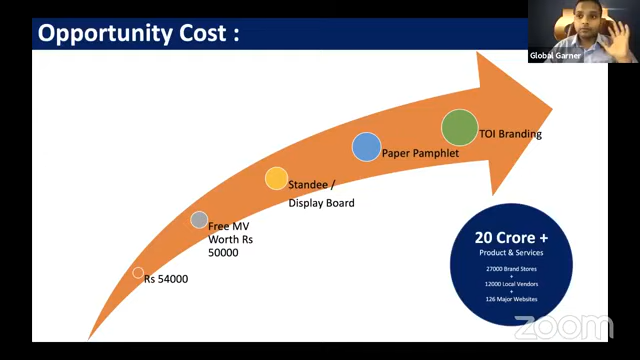 Opportunity Cost :
Global Garner
TOI Branding
Paper Pamphlet
Standee /
Display Board
Free MV
Worth Rs
50000
Rs 54000
20 Crore +
Product & Services
27000 Brand Stores
+
12000 Local Vendors
+
126 Major Websites
zoom